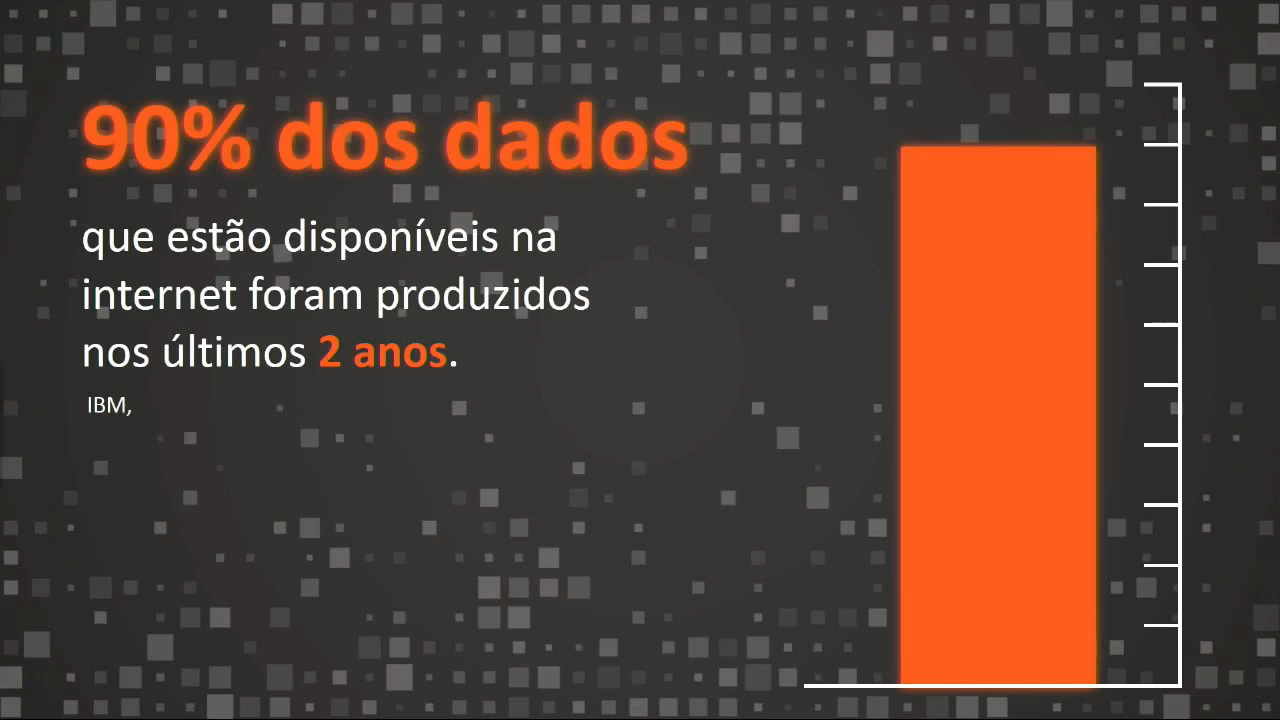 90% dos dados
que estão disponíveis na
internet foram produzidos
nos últimos 2 anos.
IBM,